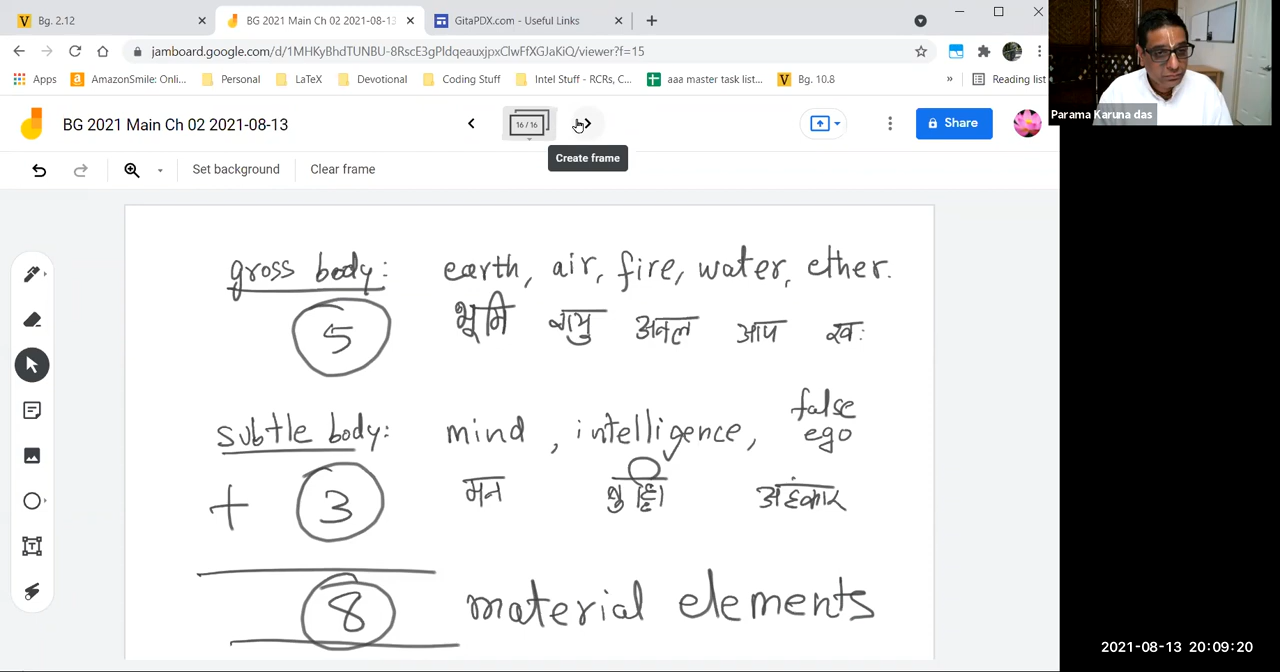 Bg. 2.12
BG 2021 Main Ch 02 2021-08-13
GitaPDX.com - Useful Links
jamboard.google.com/d/1MHKyBhdTUNBU-8RscE3gPldqeauxjpxClwFfXGJaKiQ/viewer?f=15
Apps AmazonSmile: Onli... Personal LaTeX Devotional Coding Stuff Intel Stuff - RCRs, C... aaa master task list... Bg. 10.8 » Reading list
Parama Karuna das
BG 2021 Main Ch 02 2021-08-13 16 / 16 Share
Create frame
Set background Clear frame
gross body: earth, air, fire, water, ether.
5 भूमि वायु अनल आप खः
false
subtle body: mind, intelligence, ego
+ 3 मन अहंकार
8 material elements
2021-08-13 20:09:20